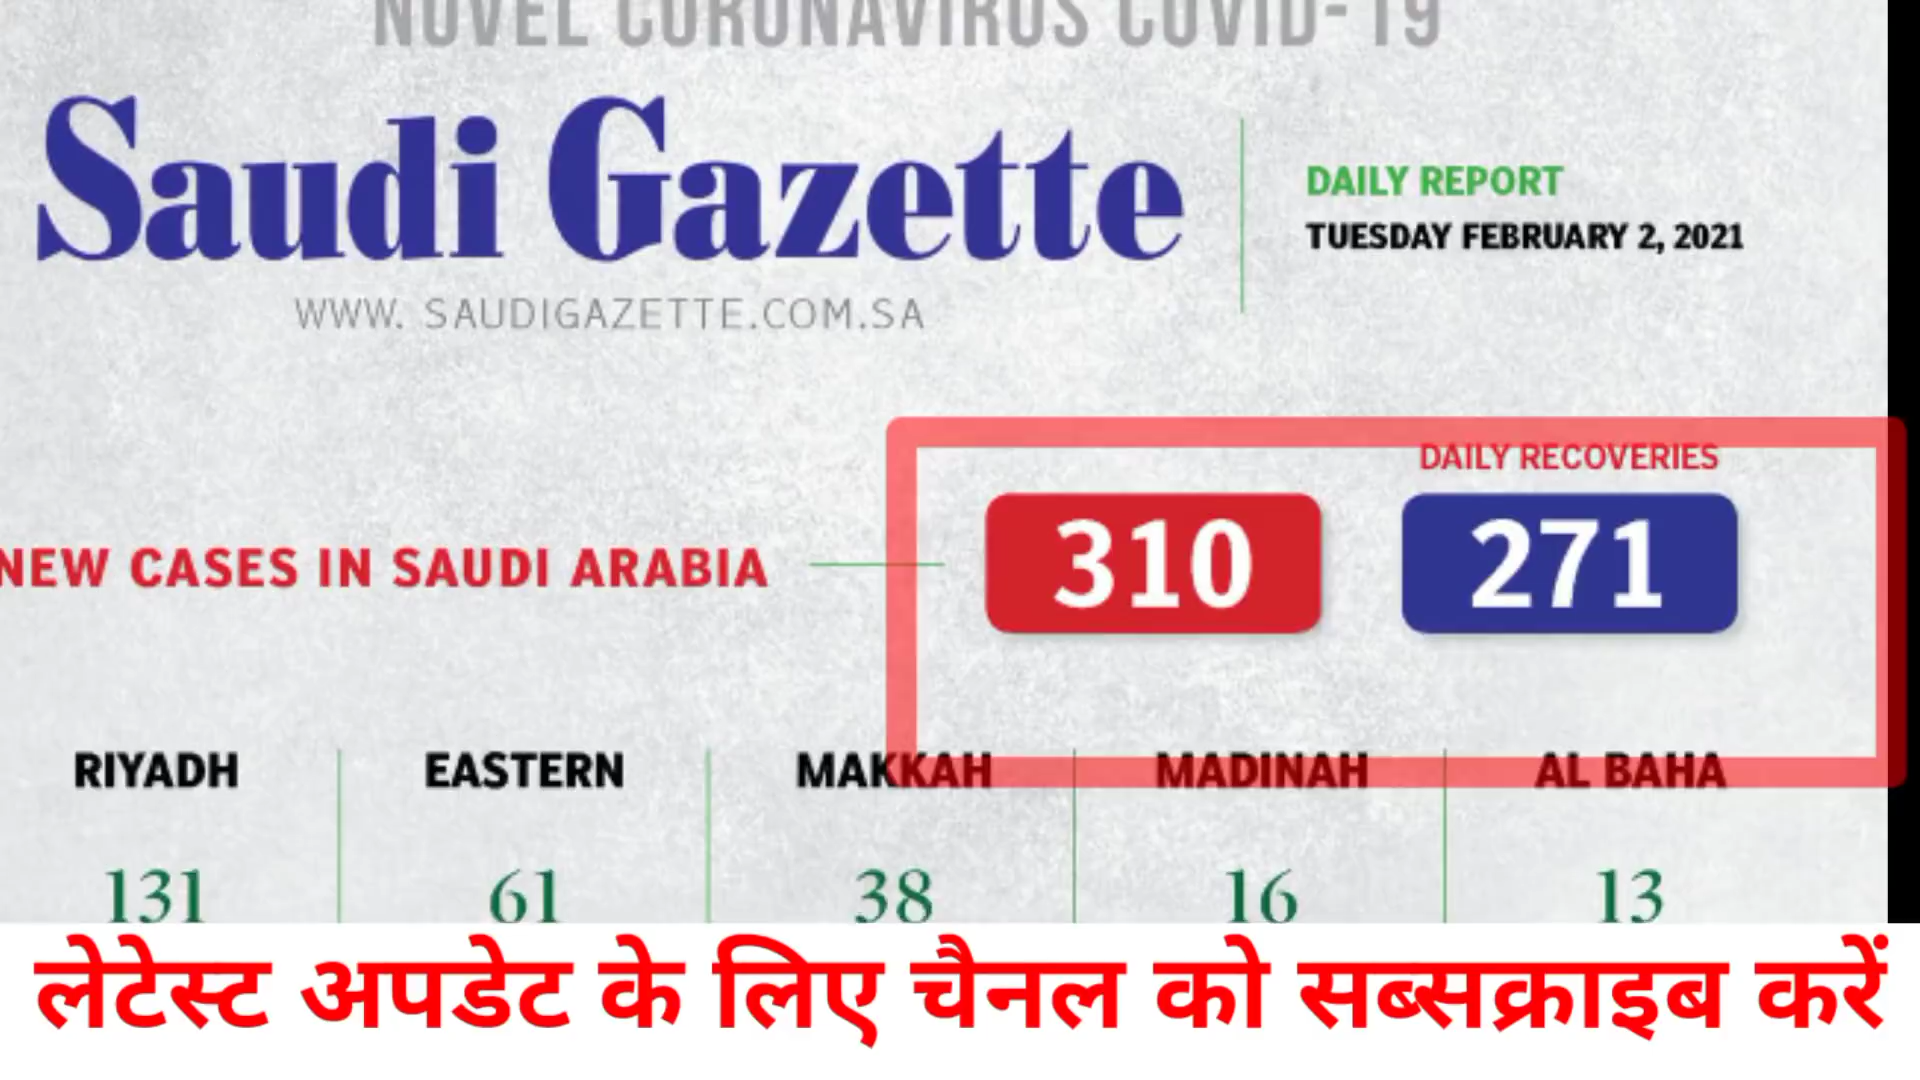 NOVEL CORONAVIRUS COVID-19
Saudi Gazette
WWW. SAUDIGAZETTE.COM.SA
DAILY REPORT
TUESDAY FEBRUARY 2, 2021
DAILY RECOVERIES
NEW CASES IN SAUDI ARABIA 310 271
RIYADH EASTERN MAKKAH MADINAH AL BAHA
131 61 38 16 13
लेटेस्ट अपडेट के लिए चैनल को सब्सक्राइब करें